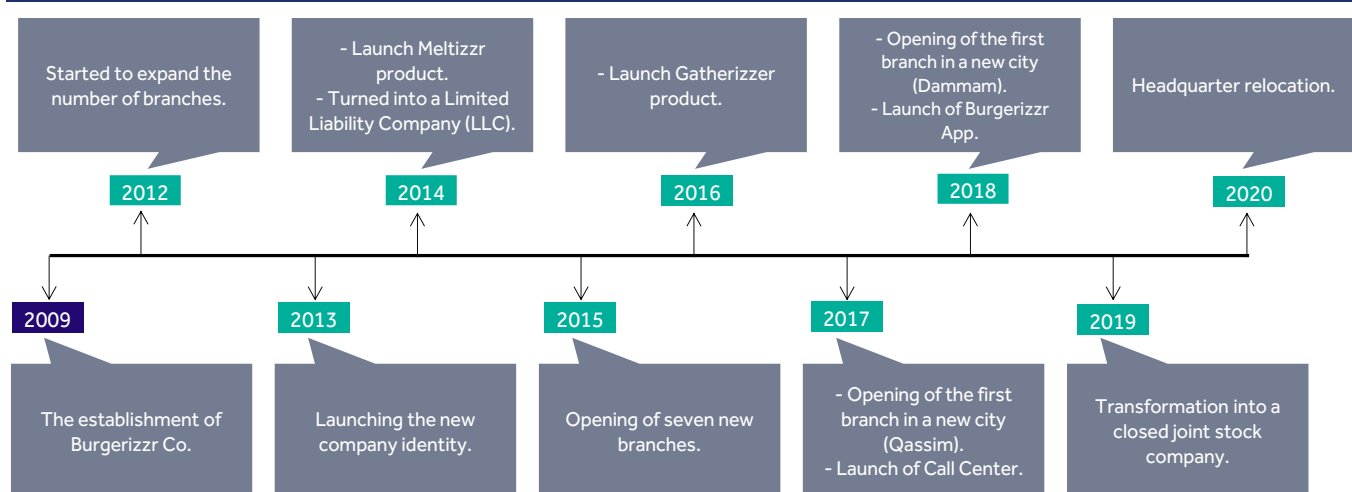 Started to expand the
number of branches.
- Launch Meltizzr
product.
- Turned into a Limited
Liability Company (LLC).
- Launch Gatherizzer
product.
- Opening of the first
branch in a new city
(Dammam).
- Launch of Burgerizzr
App.
Headquarter relocation.
2012
2014
2016
2018
2020
2009
2013
2015
2017
2019
The establishment of
Burgerizzr Co.
Launching the new
company identity.
Opening of seven new
branches.
- Opening of the first
branch in a new city
(Qassim).
- Launch of Call Center.
Transformation into a
closed joint stock
company.